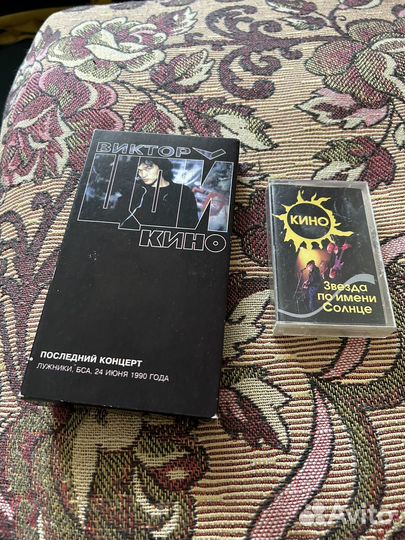 ВИКТОР
ЦОЙ
КИНО
ПОСЛЕДНИЙ КОНЦЕРТ
ЛУЖНИКИ, БСА, 24 ИЮНЯ 1990 ГОДА
КИНО
Звезда
по имени
Солнце
Avito